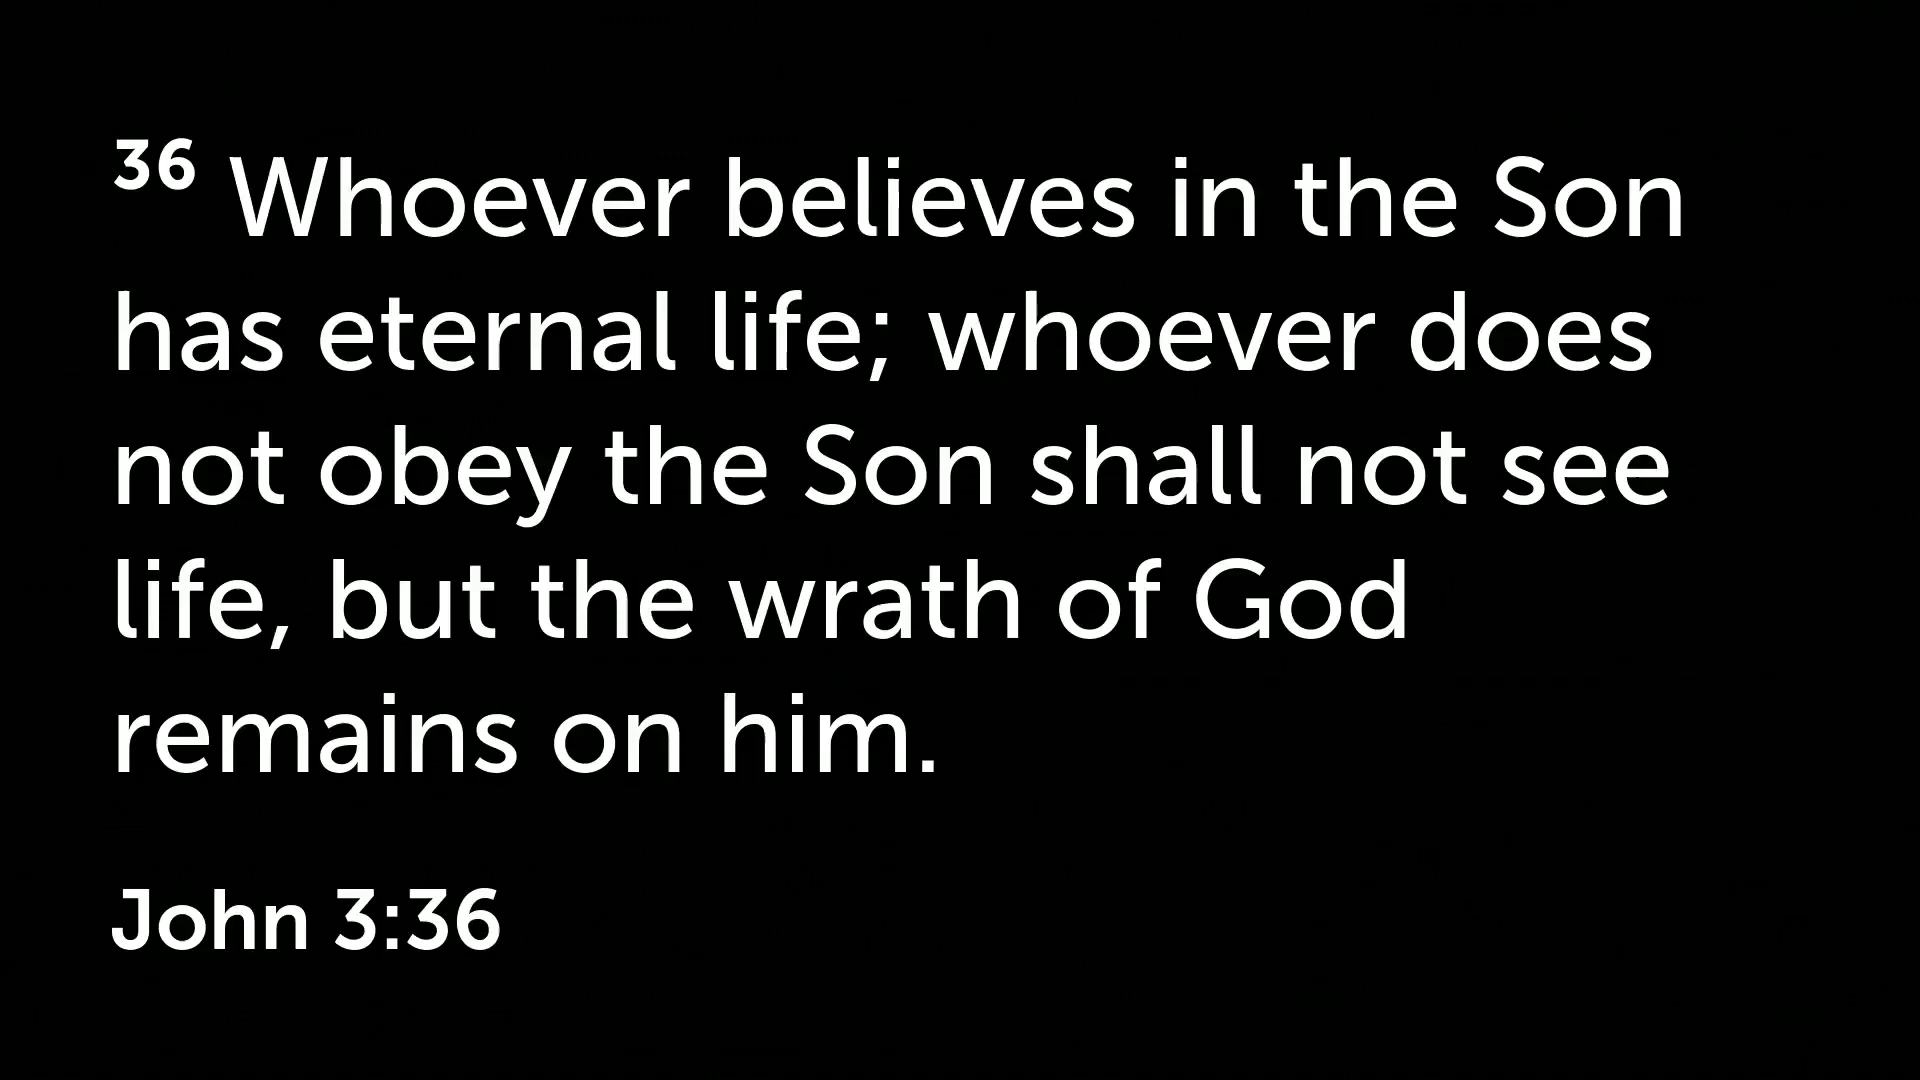 36 Whoever believes in the Son
has eternal life; whoever does
not obey the Son shall not see
life, but the wrath of God
remains on him.
John 3:36